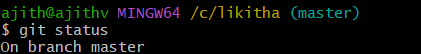 ajith@ajithv MINGW64 /c/likitha (master)
$ git status
On branch master